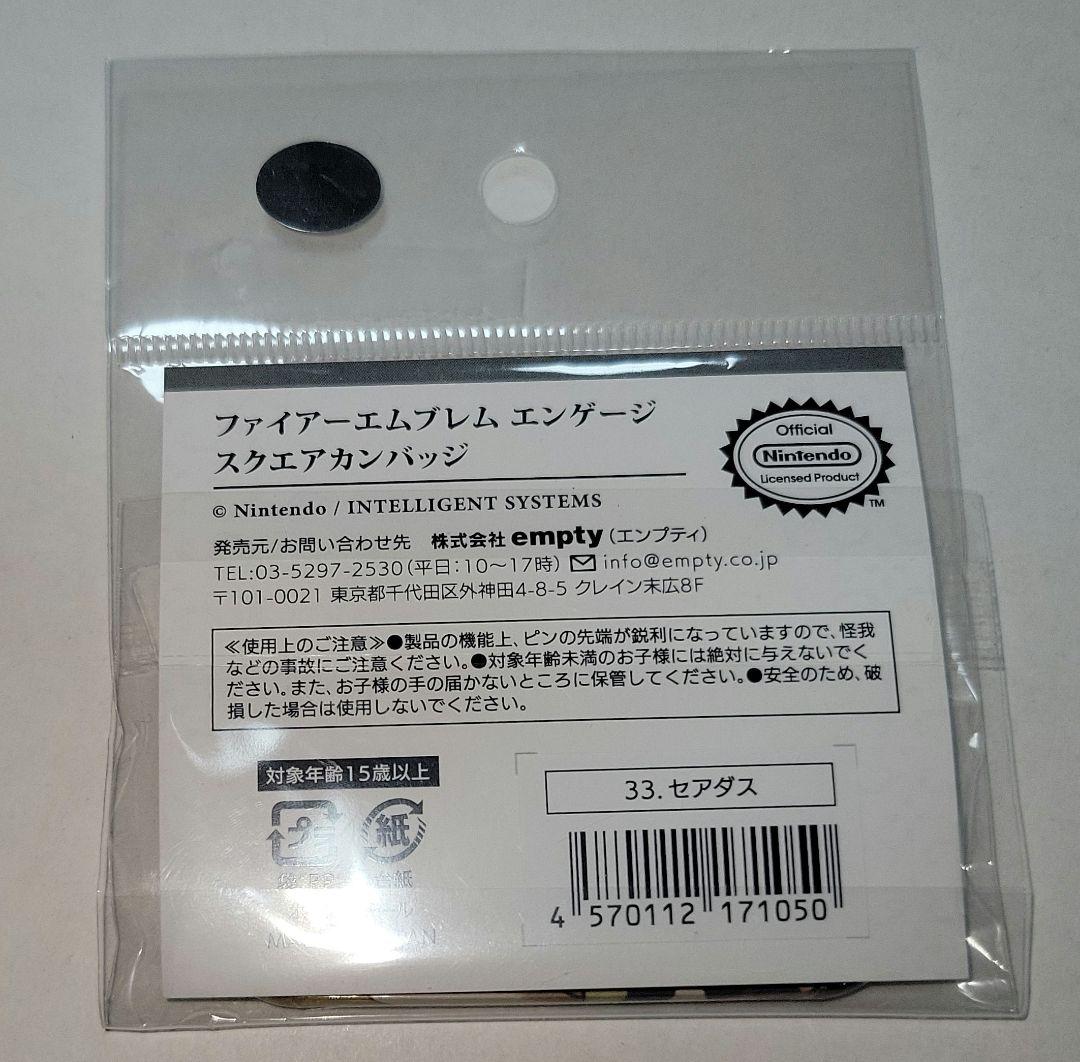 ファイアーエムブレム エンゲージ
スクエアカンバッジ
Official
Nintendo
Licensed Product
TM
© Nintendo / INTELLIGENT SYSTEMS
発売元/お問い合わせ先 株式会社empty(エンプティ)
TEL:03-5297-2530(平日:10〜17時) info@empty.co.jp
〒101-0021 東京都千代田区外神田4-8-5 クレイン末広8F
≪使用上のご注意≫●製品の機能上、ピンの先端が鋭利になっていますので、怪我
などの事故にご注意ください。●対象年齢未満のお子様には絶対に与えないでく
ださい。また、お子様の手の届かないところに保管してください。●安全のため、破
損した場合は使用しないでください。
対象年齢15歳以上
プラ
紙
台紙
33.セアダス
4 570112 171050